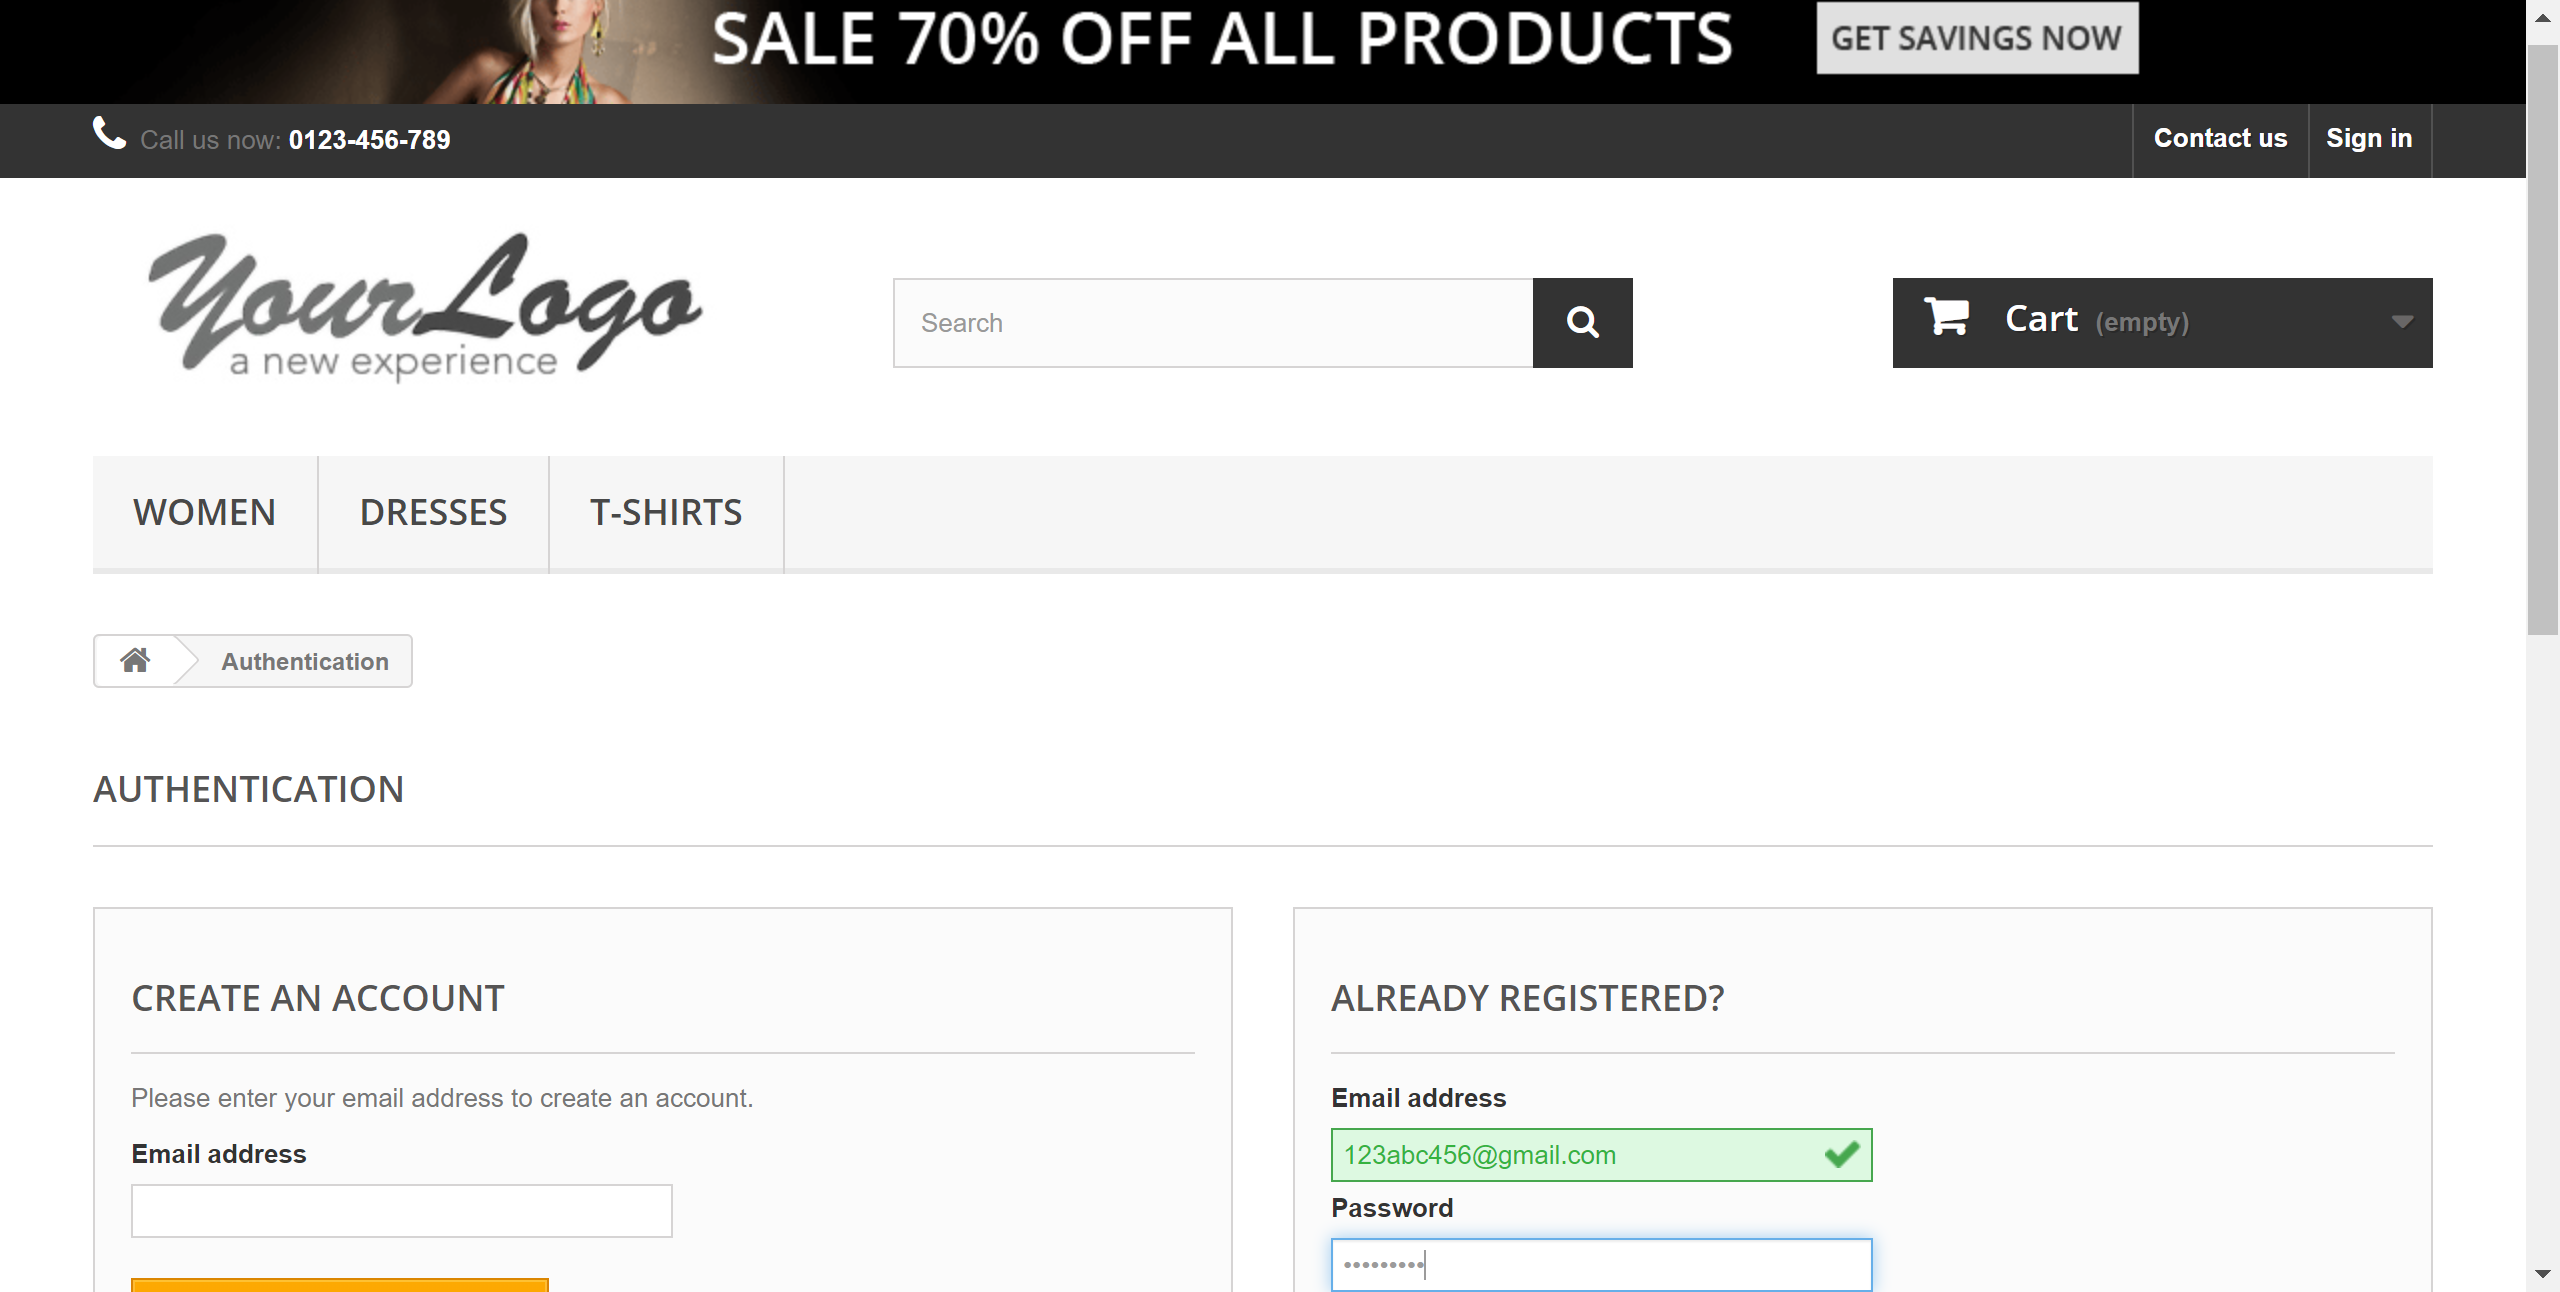 SALE 70% OFF ALL PRODUCTS GET SAVINGS NOW
Call us now: 0123-456-789 Contact us Sign in
YourLogo
a new experience
Search
Cart (empty)
WOMEN DRESSES T-SHIRTS
Authentication
AUTHENTICATION
CREATE AN ACCOUNT
Please enter your email address to create an account.
Email address
ALREADY REGISTERED?
Email address
123abc456@gmail.com
Password
•••••••••